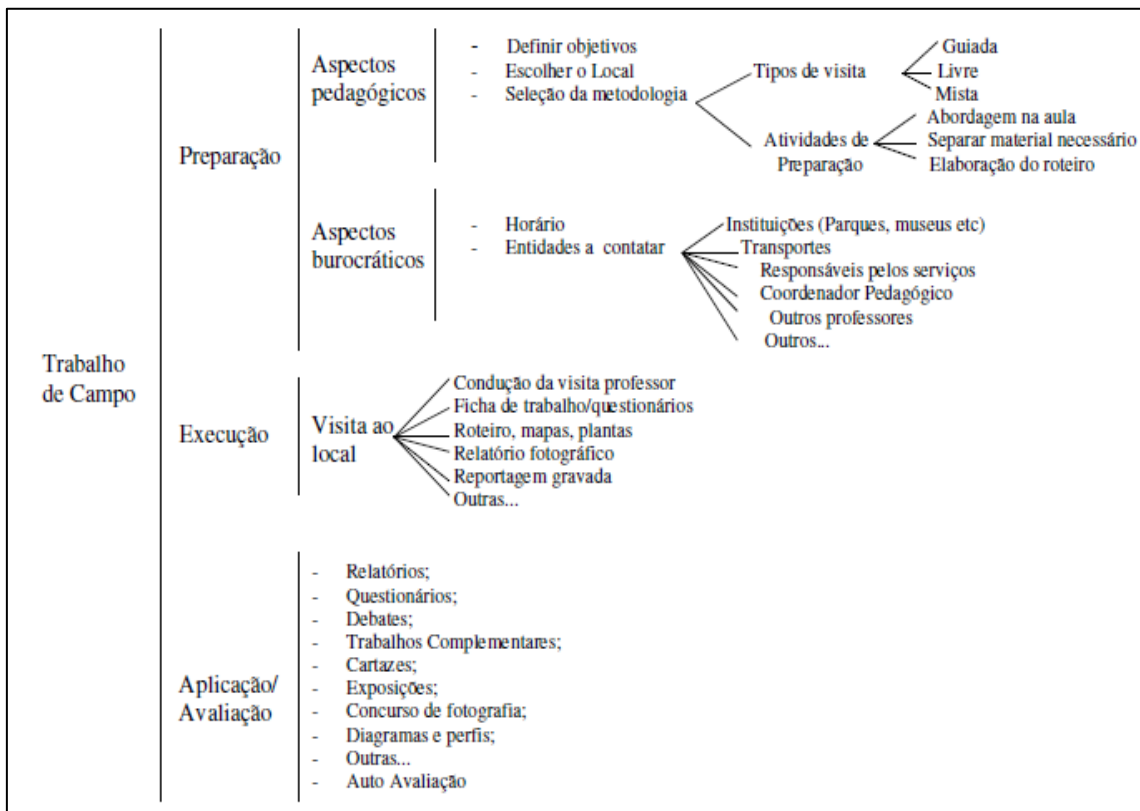 Trabalho
de Campo
Preparação
Aspectos
pedagógicos
- Definir objetivos
- Escolher o Local
- Seleção da metodologia
Tipos de visita
Guiada
Livre
Mista
Atividades de
Preparação
Abordagem na aula
Separar material necessário
Elaboração do roteiro
Aspectos
burocráticos
- Horário
- Entidades a contatar
Instituições (Parques, museus etc)
Transportes
Responsáveis pelos serviços
Coordenador Pedagógico
Outros professores
Outros...
Execução
Visita ao
local
Condução da visita professor
Ficha de trabalho/questionários
Roteiro, mapas, plantas
Relatório fotográfico
Reportagem gravada
Outras...
Aplicação/
Avaliação
- Relatórios;
- Questionários;
- Debates;
- Trabalhos Complementares;
- Cartazes;
- Exposições;
- Concurso de fotografia;
- Diagramas e perfis;
- Outras...
- Auto Avaliação